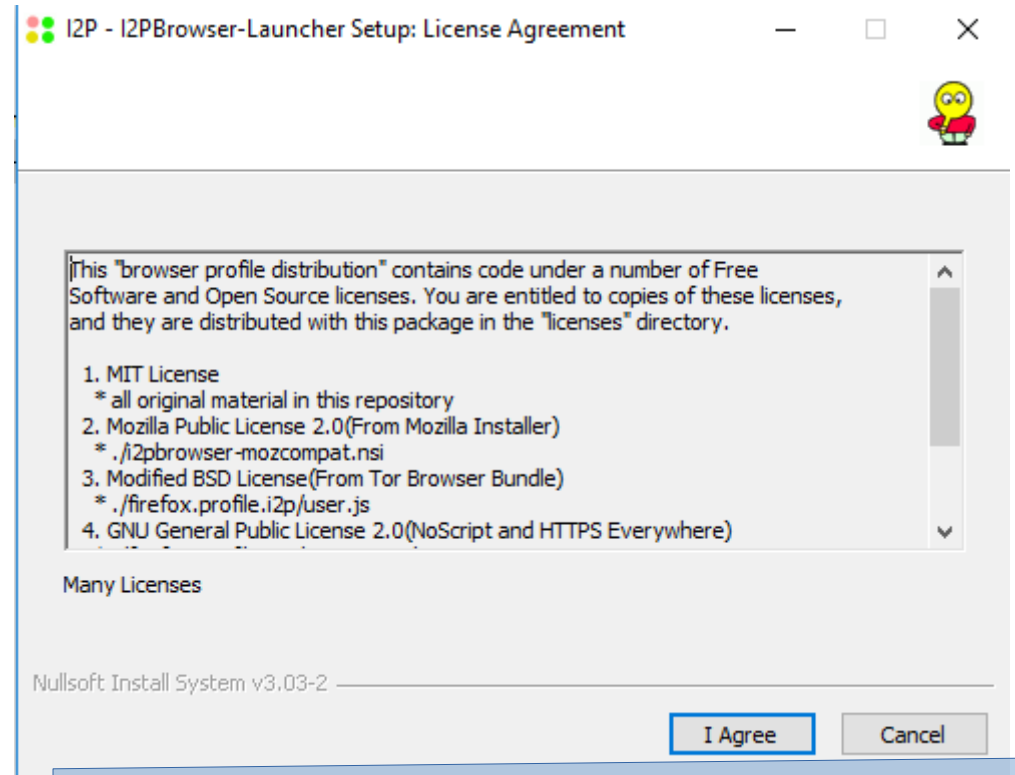 I2P - I2PBrowser-Launcher Setup: License Agreement
This "browser profile distribution" contains code under a number of Free
Software and Open Source licenses. You are entitled to copies of these licenses,
and they are distributed with this package in the "licenses" directory.
1. MIT License
* all original material in this repository
2. Mozilla Public License 2.0(From Mozilla Installer)
* ./i2pbrowser-mozcompat.nsi
3. Modified BSD License(From Tor Browser Bundle)
* ./firefox.profile.i2p/user.js
4. GNU General Public License 2.0(NoScript and HTTPS Everywhere)
Many Licenses
Nullsoft Install System v3.03-2
I Agree
Cancel